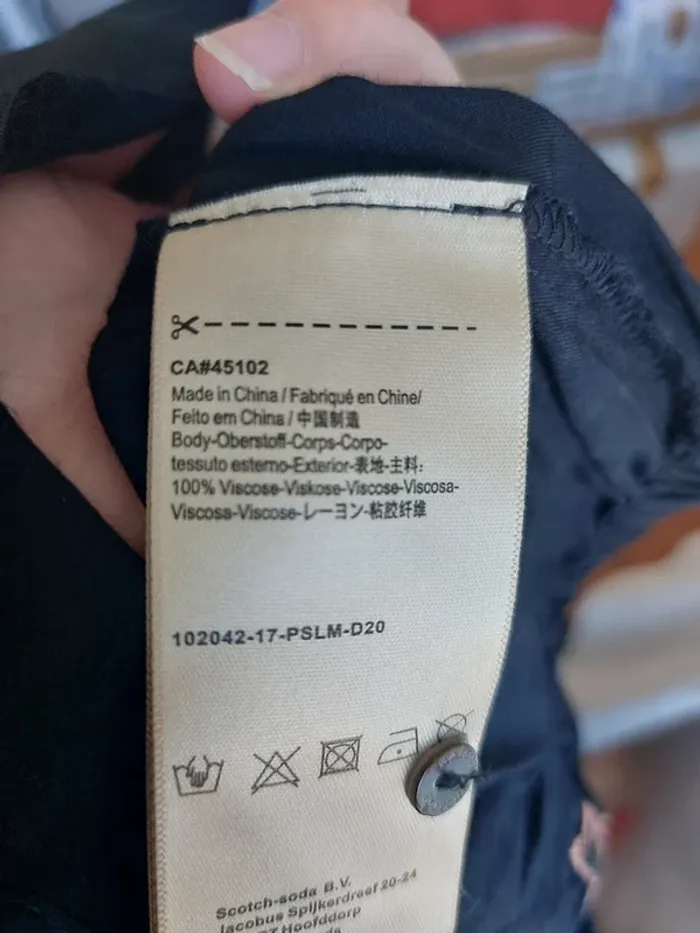 CA#45102
Made in China / Fabriqué en Chine/
Feito em China / 中国制造
Body-Oberstoff-Corps-Corpo-
tessuto esterno-Exterior-表地-主料:
100% Viscose-Viskose-Viscose-Viscosa-
Viscosa-Viscose-レーヨン-粘胶纤维
102042-17-PSLM-D20
Scotch-soda B.V.
Jacobus Spijkerdreef 20-24
Hoofddorp